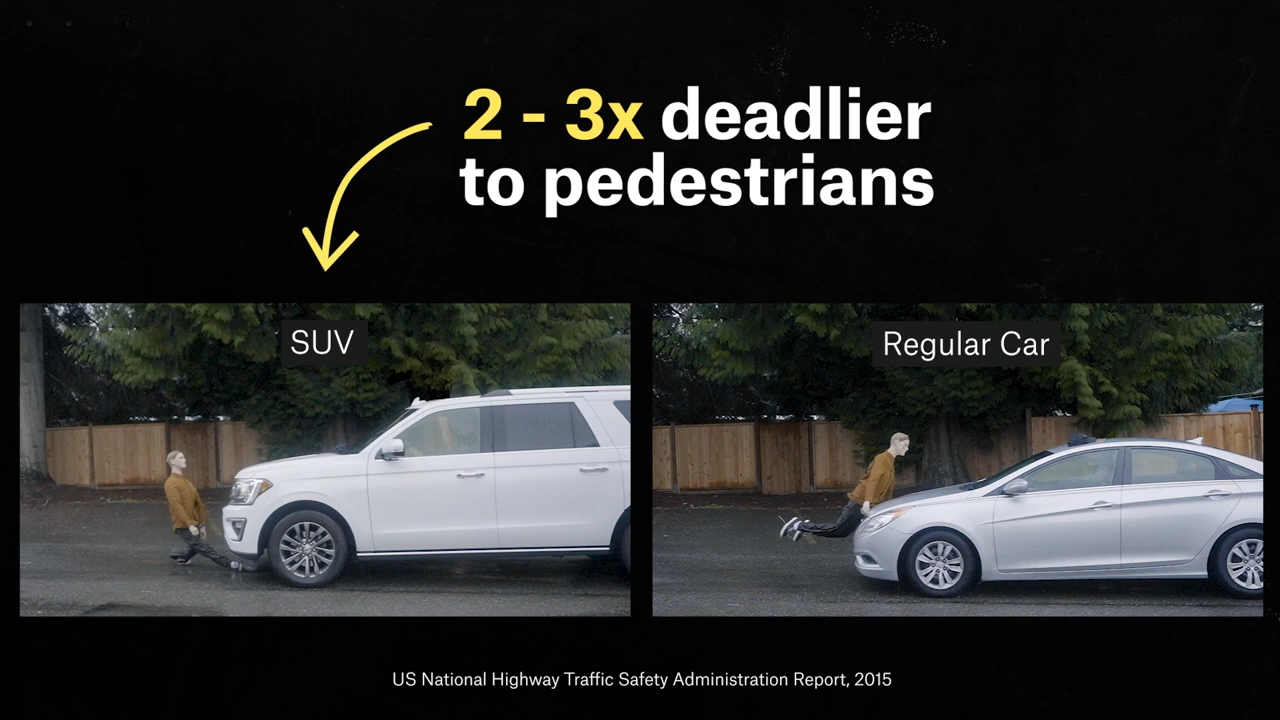 2 - 3x deadlier
to pedestrians
SUV
Regular Car
US National Highway Traffic Safety Administration Report, 2015